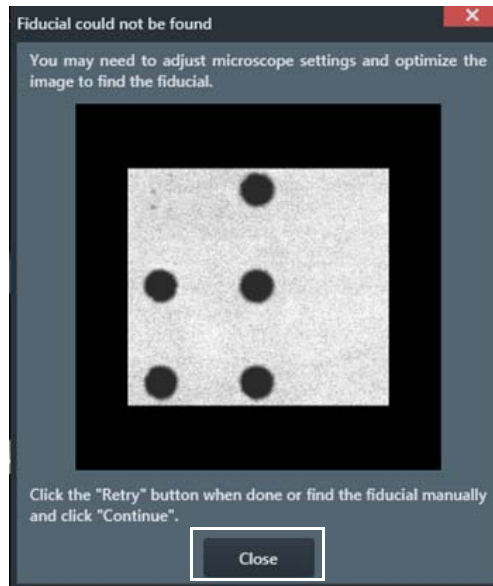 Fiducial could not be found
You may need to adjust microscope settings and optimize the
image to find the fiducial.
Click the "Retry" button when done or find the fiducial manually
and click "Continue".
Close